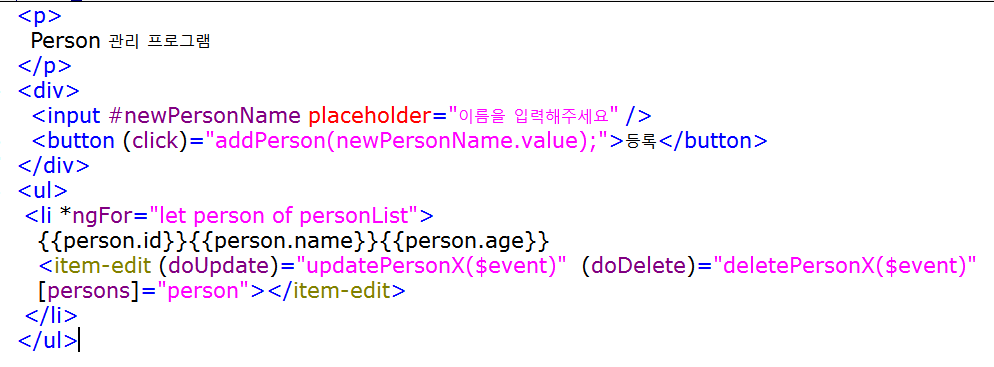 <p>
Person 관리 프로그램
</p>
<div>
<input #newPersonName placeholder="이름을 입력해주세요" />
<button (click)="addPerson(newPersonName.value);">등록</button>
</div>
<ul>
<li *ngFor="let person of personList">
{{person.id}}{{person.name}}{{person.age}}
<item-edit (doUpdate)="updatePersonX($event)" (doDelete)="deletePersonX($event)"
[persons]="person"></item-edit>
</li>
</ul>